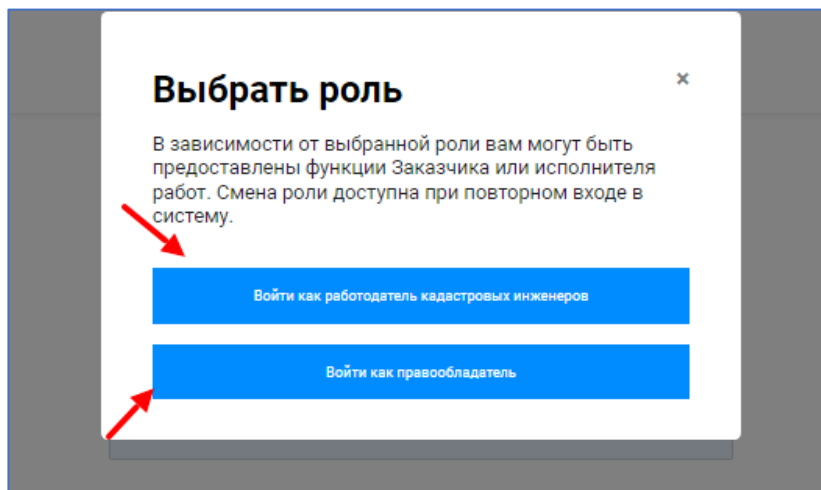 Выбрать роль
×
В зависимости от выбранной роли вам могут быть
предоставлены функции Заказчика или исполнителя
работ. Смена роли доступна при повторном входе в
систему.
Войти как работодатель кадастровых инженеров
Войти как правообладатель